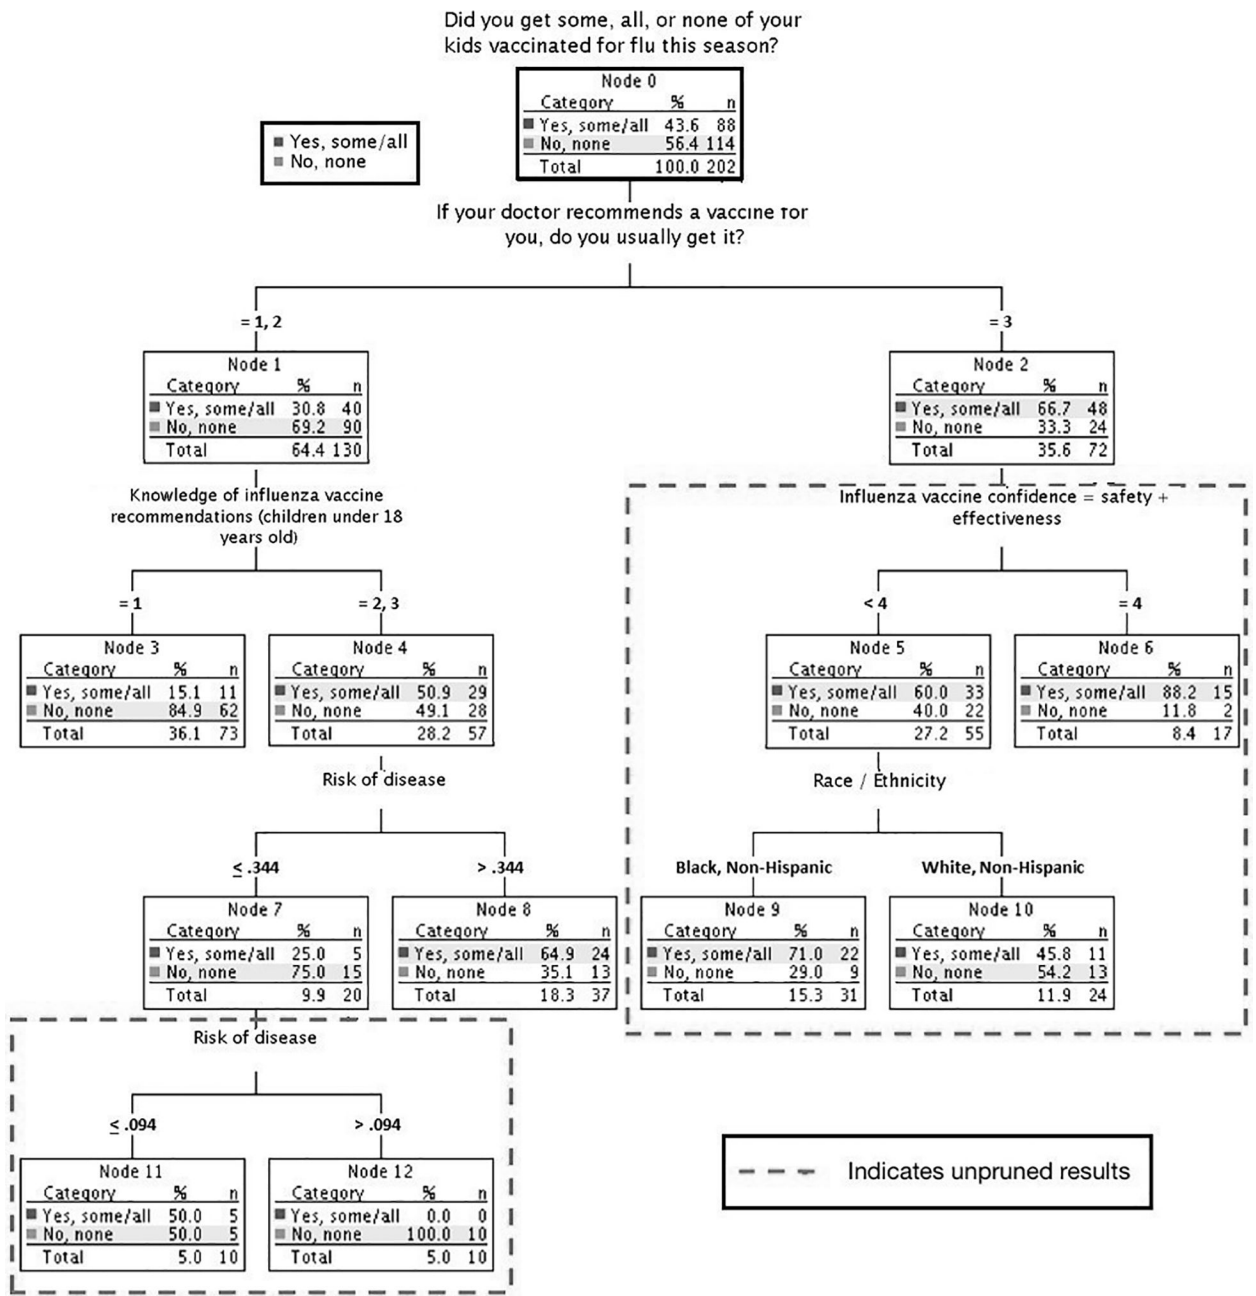 Did you get some, all, or none of your
kids vaccinated for flu this season?
Node 0
Category % n
Yes, some/all 43.6 88
No, none 56.4 114
Total 100.0 202
Yes, some/all
No, none
If your doctor recommends a vaccine for
you, do you usually get it?
= 1, 2
= 3
Node 1
Category % n
Yes, some/all 30.8 40
No, none 69.2 90
Total 64.4 130
Node 2
Category % n
Yes, some/all 66.7 48
No, none 33.3 24
Total 35.6 72
Knowledge of influenza vaccine
recommendations (children under 18
years old)
Influenza vaccine confidence = safety +
effectiveness
= 1
= 2, 3
< 4
= 4
Node 3
Category % n
Yes, some/all 15.1 11
No, none 84.9 62
Total 36.1 73
Node 4
Category % n
Yes, some/all 50.9 29
No, none 49.1 28
Total 28.2 57
Node 5
Category % n
Yes, some/all 60.0 33
No, none 40.0 22
Total 27.2 55
Node 6
Category % n
Yes, some/all 88.2 15
No, none 11.8 2
Total 8.4 17
Risk of disease
Race / Ethnicity
≤ .344
> .344
Black, Non-Hispanic
White, Non-Hispanic
Node 7
Category % n
Yes, some/all 25.0 5
No, none 75.0 15
Total 9.9 20
Node 8
Category % n
Yes, some/all 64.9 24
No, none 35.1 13
Total 18.3 37
Node 9
Category % n
Yes, some/all 71.0 22
No, none 29.0 9
Total 15.3 31
Node 10
Category % n
Yes, some/all 45.8 11
No, none 54.2 13
Total 11.9 24
Risk of disease
≤ .094
> .094
Node 11
Category % n
Yes, some/all 50.0 5
No, none 50.0 5
Total 5.0 10
Node 12
Category % n
Yes, some/all 0.0 0
No, none 100.0 10
Total 5.0 10
Indicates unpruned results